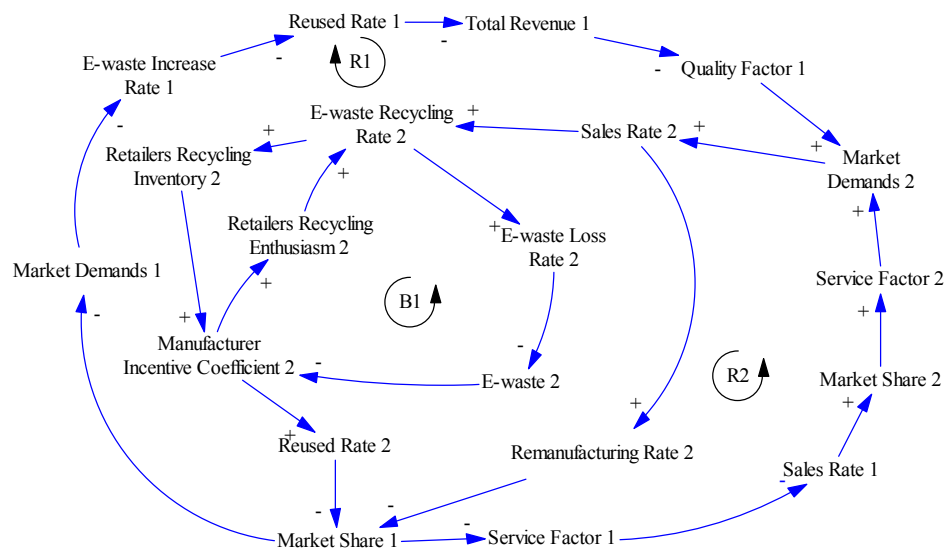 Reused Rate 1
-
Total Revenue 1
-
E-waste Increase
Rate 1
-
R1
-
Quality Factor 1
E-waste Recycling
Rate 2
+
Sales Rate 2
+
+
Market
Demands 2
-
+
Retailers Recycling
Inventory 2
+
+
Retailers Recycling
Enthusiasm 2
+
+
E-waste Loss
Rate 2
Market Demands 1
+
Service Factor 2
-
B1
+
+
Manufacturer
Incentive Coefficient 2
-
-
E-waste 2
R2
Market Share 2
+
+
+
Reused Rate 2
Remanufacturing Rate 2
Sales Rate 1
-
-
-
-
Market Share 1
Service Factor 1